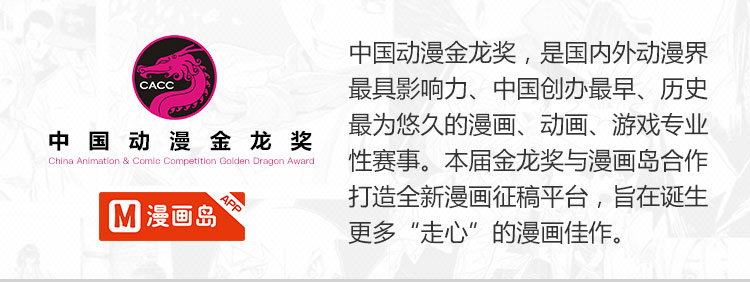 CACC
中国动漫金龙奖
China Animation & Comic Competition Golden Dragon Award
M 漫画岛 APP
中国动漫金龙奖，是国内外动漫界
最具影响力、中国创办最早、历史
最为悠久的漫画、动画、游戏专业
性赛事。本届金龙奖与漫画岛合作
打造全新漫画征稿平台，旨在诞生
更多“走心”的漫画佳作。